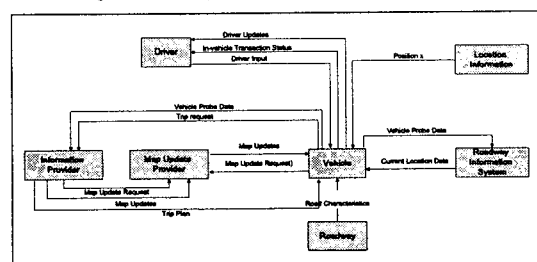 Driver Updates
In-vehicle Transaction Status
Driver Input
Driver
Position x
Location
Information
Vehicle Probe Data
Trip request
Vehicle Probe Data
Map Updates
Map Update Request)
Current Location Data
Information
Provider
Map Update
Provider
Vehicle
Roadway
Information
System
Map Update Request
Map Updates
Trip Plan
Road Characteristics
Roadway